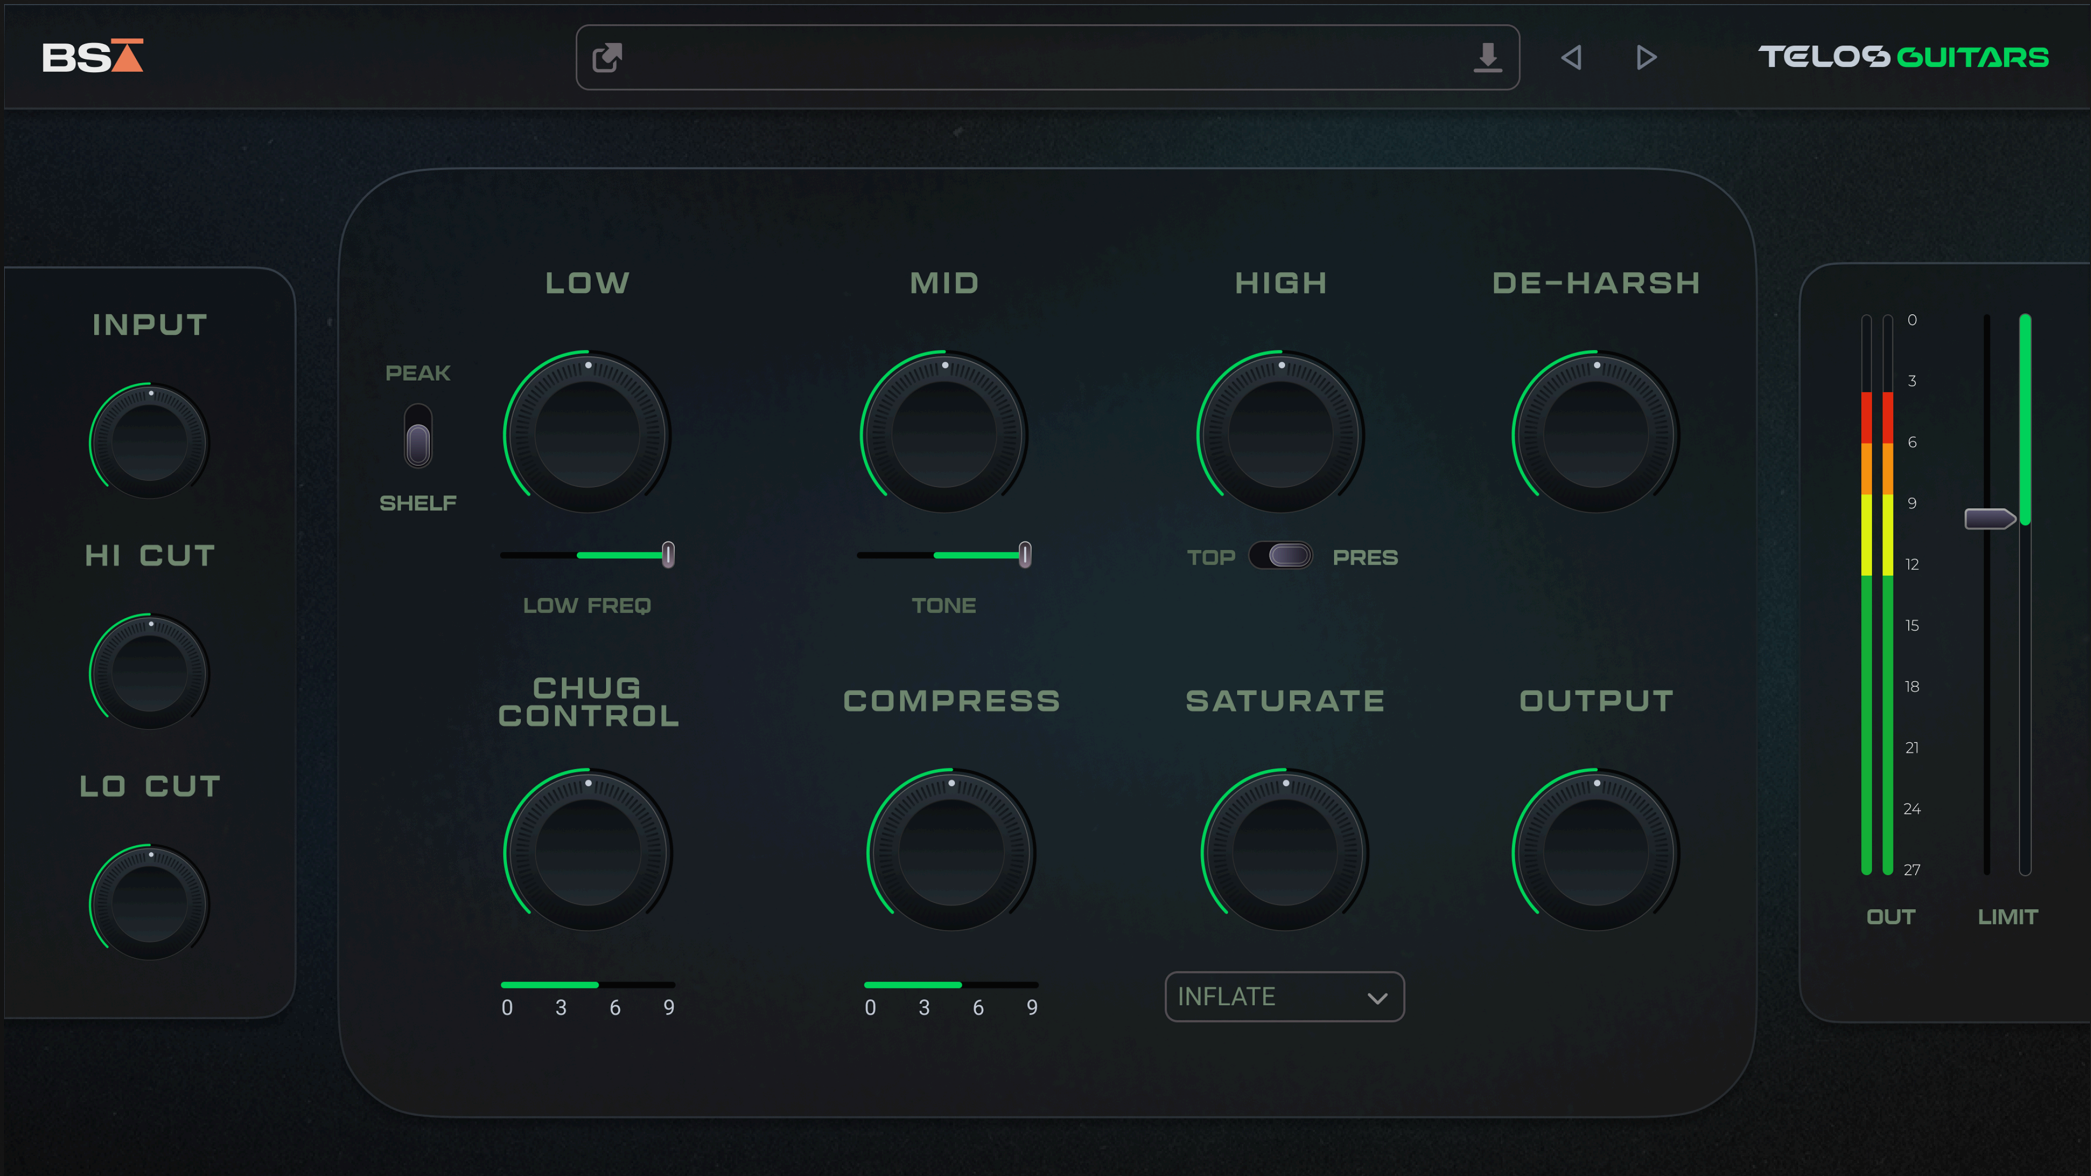 BSA
TELOS GUITARS
INPUT
HI CUT
LO CUT
LOW
PEAK
SHELF
LOW FREQ
MID
TONE
HIGH
TOP
PRES
DE-HARSH
CHUG
CONTROL
0 3 6 9
COMPRESS
0 3 6 9
SATURATE
INFLATE
OUTPUT
0
3
6
9
12
15
18
21
24
27
OUT
LIMIT